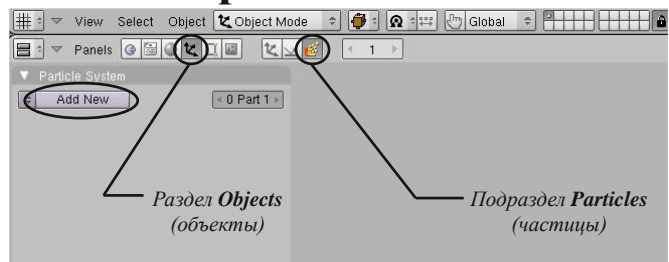 View Select Object Object Mode Global
Panels 1
Particle System
Add New 0 Part 1
Раздел Objects
(объекты)
Подраздел Particles
(частицы)